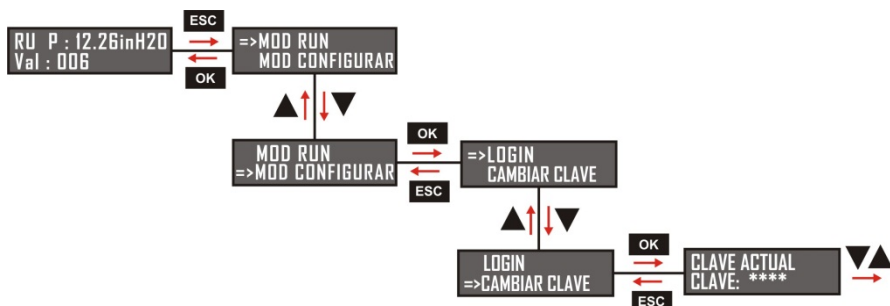 ESC
RU P : 12.26inH2O
Val : 006
OK
=>MOD RUN
MOD CONFIGURAR
MOD RUN
=>MOD CONFIGURAR
OK
ESC
=>LOGIN
CAMBIAR CLAVE
LOGIN
=>CAMBIAR CLAVE
OK
ESC
CLAVE ACTUAL
CLAVE: ****